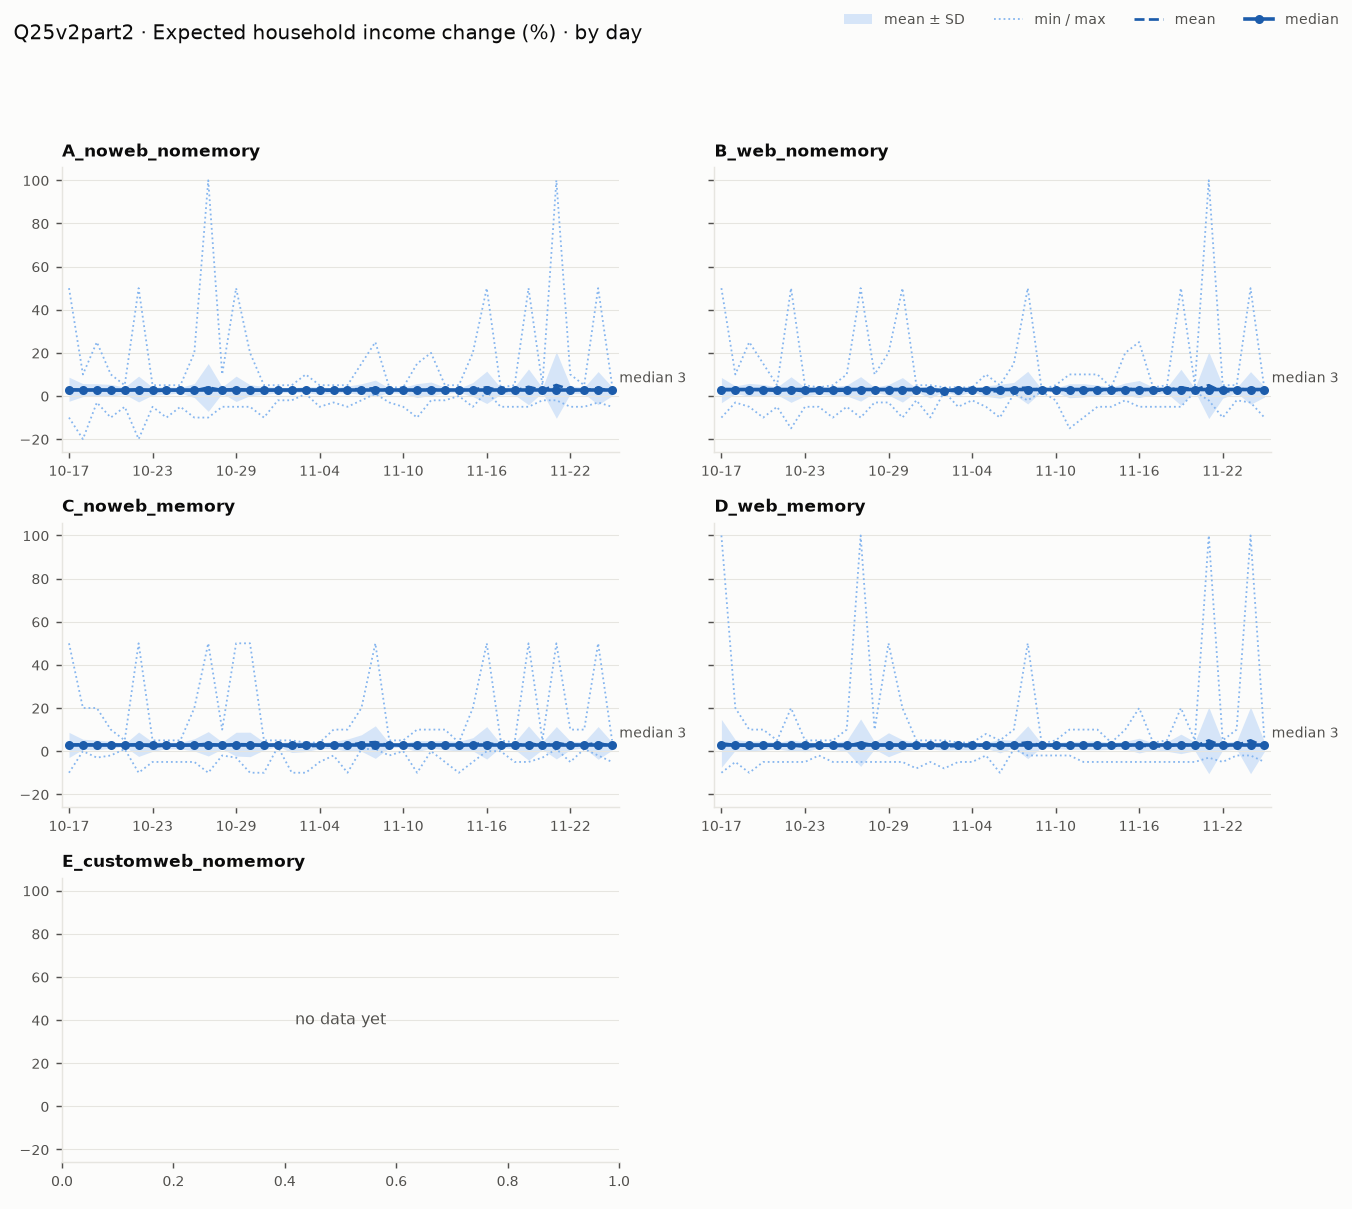 mean ± SD min / max mean median
Q25v2part2 · Expected household income change (%) · by day
A_noweb_nomemory
100
80
60
40
20
0
−20
median 3
10-17 10-23 10-29 11-04 11-10 11-16 11-22
B_web_nomemory
median 3
10-17 10-23 10-29 11-04 11-10 11-16 11-22
C_noweb_memory
100
80
60
40
20
0
−20
median 3
10-17 10-23 10-29 11-04 11-10 11-16 11-22
D_web_memory
median 3
10-17 10-23 10-29 11-04 11-10 11-16 11-22
E_customweb_nomemory
100
80
60
40
20
0
−20
no data yet
0.0 0.2 0.4 0.6 0.8 1.0